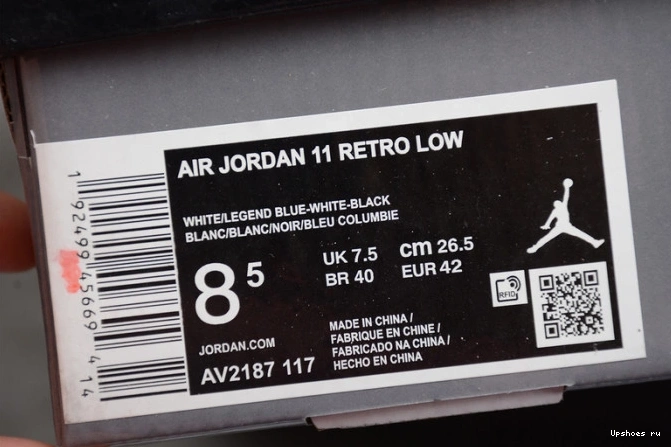 AIR JORDAN 11 RETRO LOW
WHITE/LEGEND BLUE-WHITE-BLACK
BLANC/BLANC/NOIR/BLEU COLUMBIE
8 5
UK 7.5 cm 26.5
BR 40 EUR 42
JORDAN.COM
AV2187 117
MADE IN CHINA /
FABRIQUE EN CHINE /
FABRICADO NA CHINA /
HECHO EN CHINA
RFID
1 92499 45669 4 14
Upshoes ru